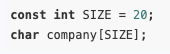 const int SIZE = 20;
char company[SIZE];